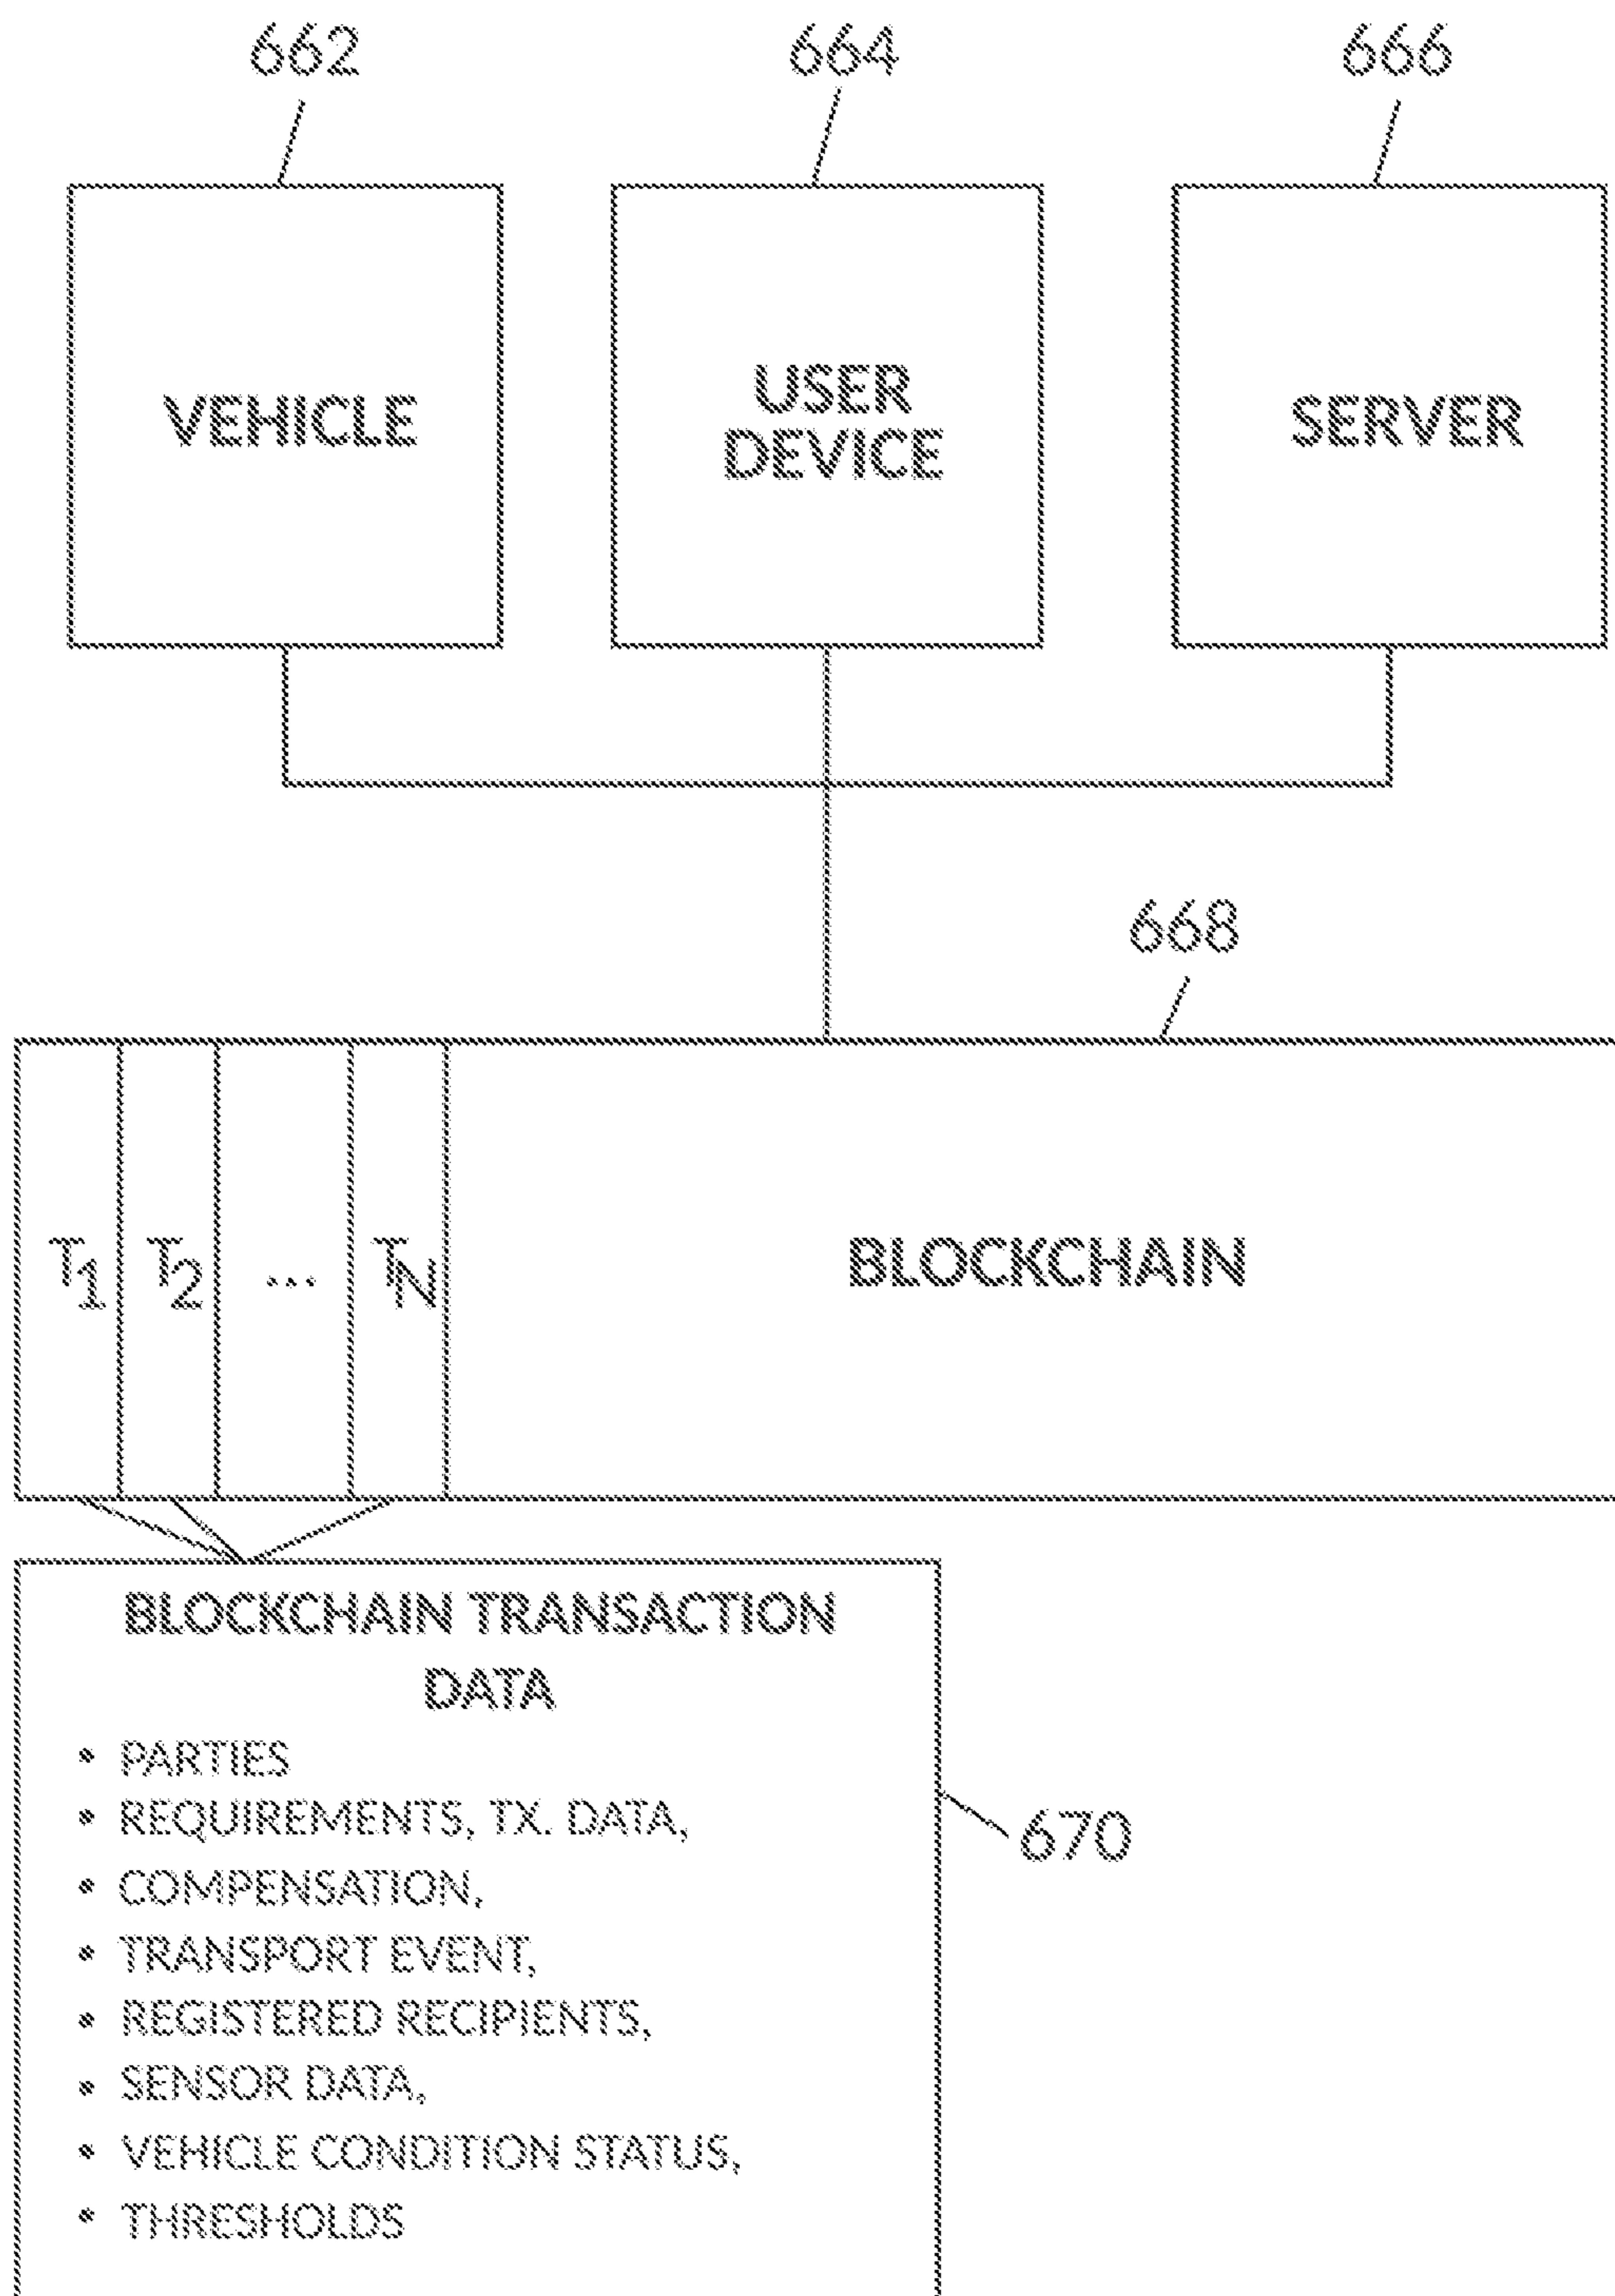 662 664 666
VEHICLE USER DEVICE SERVER
668
T1 T2 ... TN BLOCKCHAIN
BLOCKCHAIN TRANSACTION
DATA
• PARTIES
• REQUIREMENTS, TX. DATA,
• COMPENSATION,
• TRANSPORT EVENT,
• REGISTERED RECIPIENTS,
• SENSOR DATA,
• VEHICLE CONDITION STATUS,
• THRESHOLDS
670